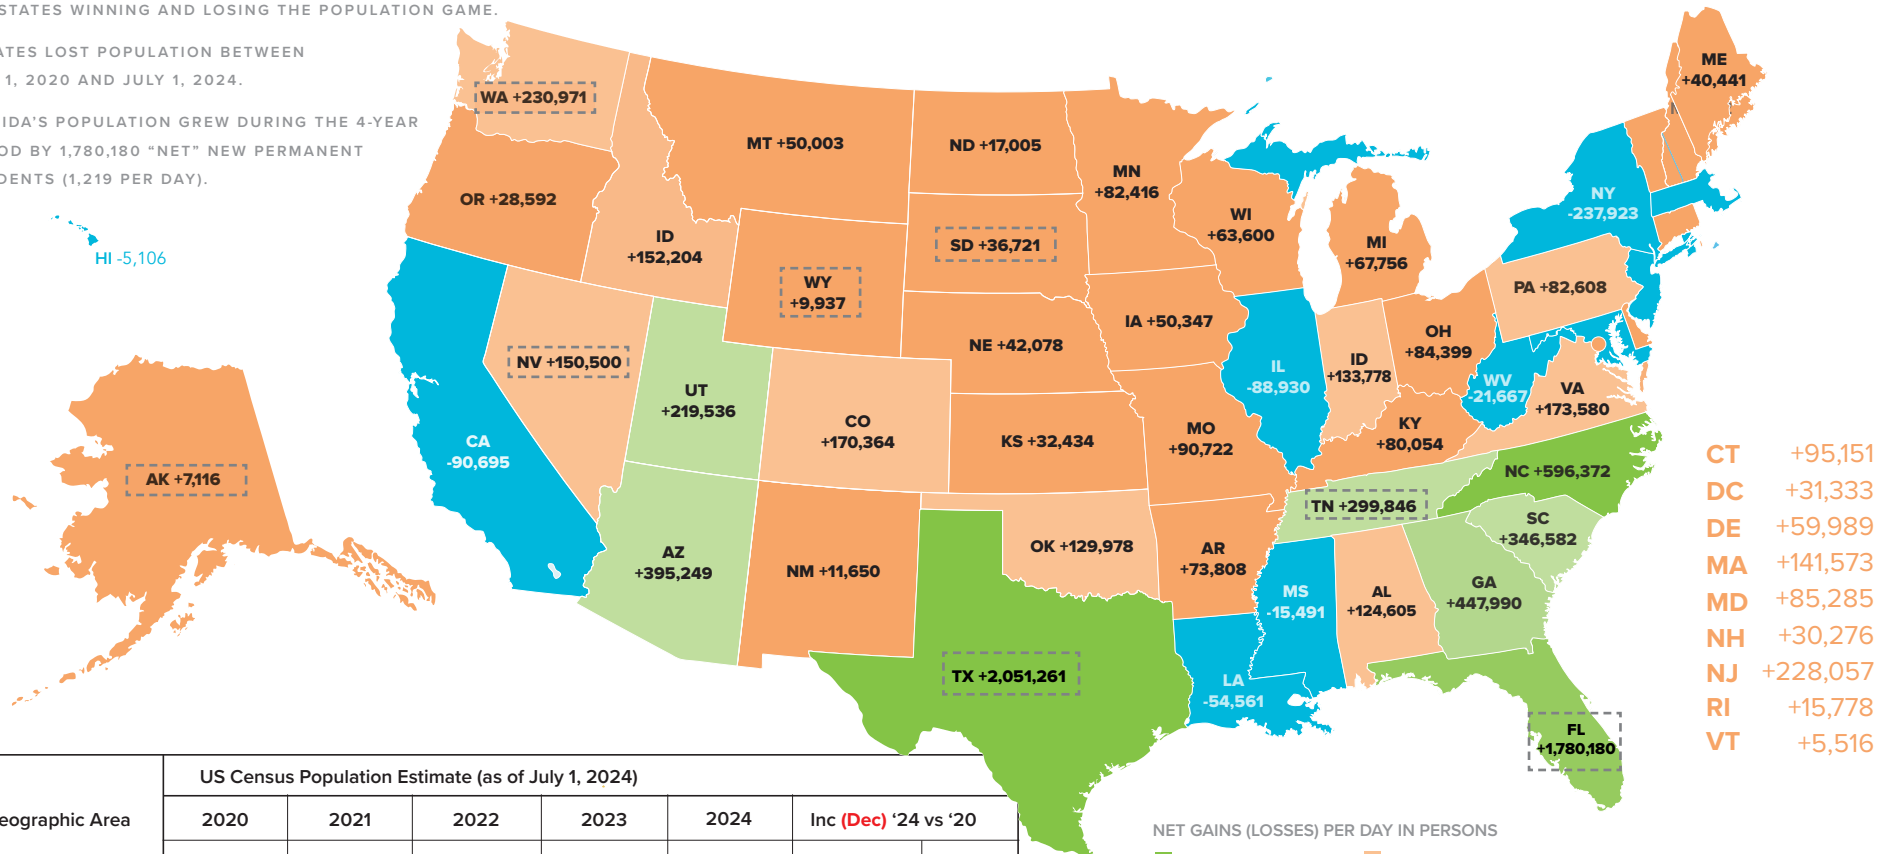 STATES WINNING AND LOSING THE POPULATION GAME.
LOST POPULATION BETWEEN
1, 2020 AND JULY 1, 2024.
POPULATION GREW DURING THE 4-YEAR
BY 1,780,180 “NET” NEW PERMANENT
(1,219 PER DAY).
HI -5,106
WA +230,971
OR +28,592
ID
+152,204
MT +50,003
ND +17,005
SD +36,721
WY
+9,937
MN
+82,416
WI
+63,600
MI
+67,756
ME
+40,441
NY
-237,923
PA +82,608
NV +150,500
UT
+219,536
CO
+170,364
NE +42,078
IA +50,347
IL
-88,930
ID
+133,778
OH
+84,399
WV
-21,667
VA
+173,580
KY
+80,054
CA
-90,695
KS +32,434
MO
+90,722
AK +7,116
NC +596,372
TN +299,846
SC
+346,582
AZ
+395,249
NM +11,650
OK +129,978
AR
+73,808
MS
-15,491
AL
+124,605
GA
+447,990
TX +2,051,261
LA
-54,561
FL
+1,780,180
CT +95,151
DC +31,333
DE +59,989
MA +141,573
MD +85,285
NH +30,276
NJ +228,057
RI +15,778
VT +5,516
US Census Population Estimate (as of July 1, 2024)
Area 2020 2021 2022 2023 2024 Inc (Dec) ‘24 vs ‘20
NET GAINS (LOSSES) PER DAY IN PERSONS